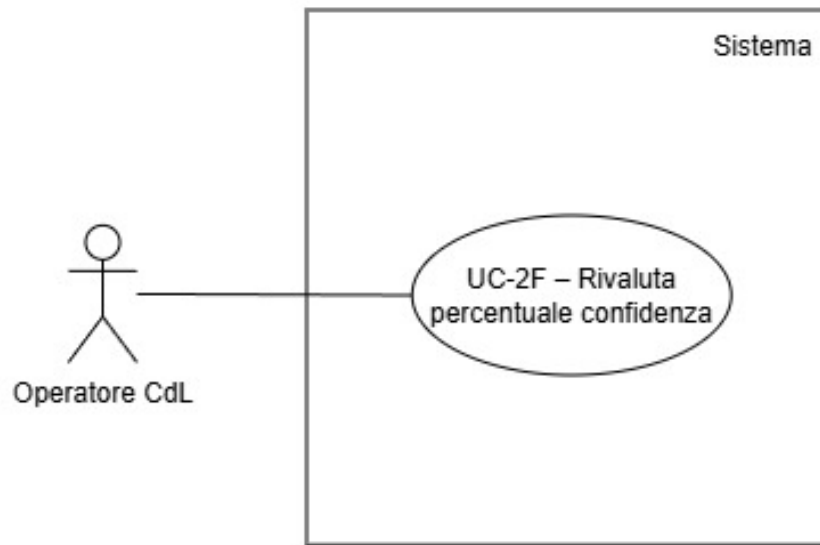 Sistema
UC-2F – Rivaluta
percentuale confidenza
Operatore CdL